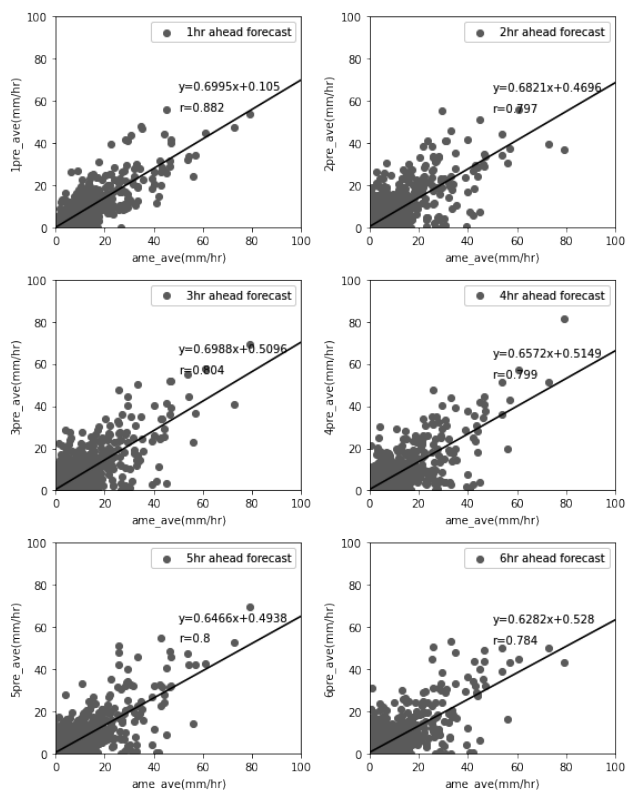 1hr ahead forecast
y=0.6995x+0.105
r=0.882
1pre_ave(mm/hr)
100
80
60
40
20
0
0 20 40 60 80 100
ame_ave(mm/hr)
2hr ahead forecast
y=0.6821x+0.4696
r=0.797
2pre_ave(mm/hr)
100
80
60
40
20
0
0 20 40 60 80 100
ame_ave(mm/hr)
3hr ahead forecast
y=0.6988x+0.5096
r=0.804
3pre_ave(mm/hr)
100
80
60
40
20
0
0 20 40 60 80 100
ame_ave(mm/hr)
4hr ahead forecast
y=0.6572x+0.5149
r=0.799
4pre_ave(mm/hr)
100
80
60
40
20
0
0 20 40 60 80 100
ame_ave(mm/hr)
5hr ahead forecast
y=0.6466x+0.4938
r=0.8
5pre_ave(mm/hr)
100
80
60
40
20
0
0 20 40 60 80 100
ame_ave(mm/hr)
6hr ahead forecast
y=0.6282x+0.528
r=0.784
6pre_ave(mm/hr)
100
80
60
40
20
0
0 20 40 60 80 100
ame_ave(mm/hr)